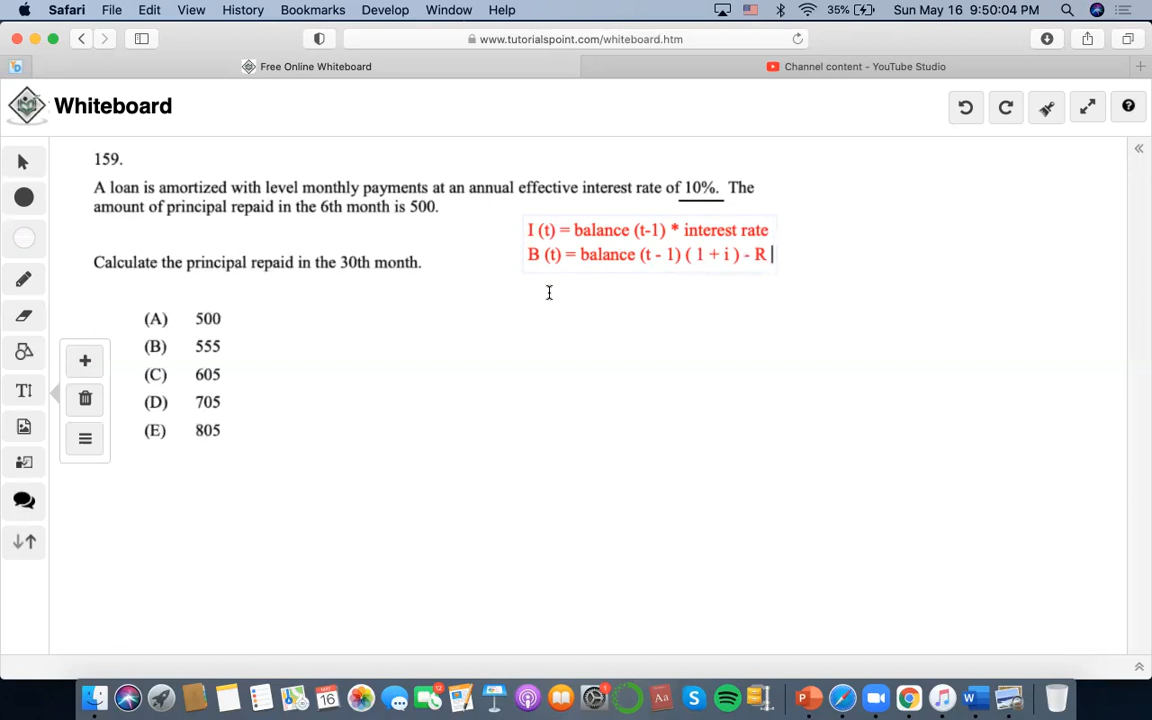 Safari File Edit View History Bookmarks Develop Window Help 35% Sun May 16 9:50:04 PM
www.tutorialspoint.com/whiteboard.htm
Free Online Whiteboard Channel content - YouTube Studio
Whiteboard
159.
A loan is amortized with level monthly payments at an annual effective interest rate of 10%. The
amount of principal repaid in the 6th month is 500.
I (t) = balance (t-1) * interest rate
B (t) = balance (t - 1) ( 1 + i ) - R
Calculate the principal repaid in the 30th month.
(A) 500
(B) 555
(C) 605
(D) 705
(E) 805